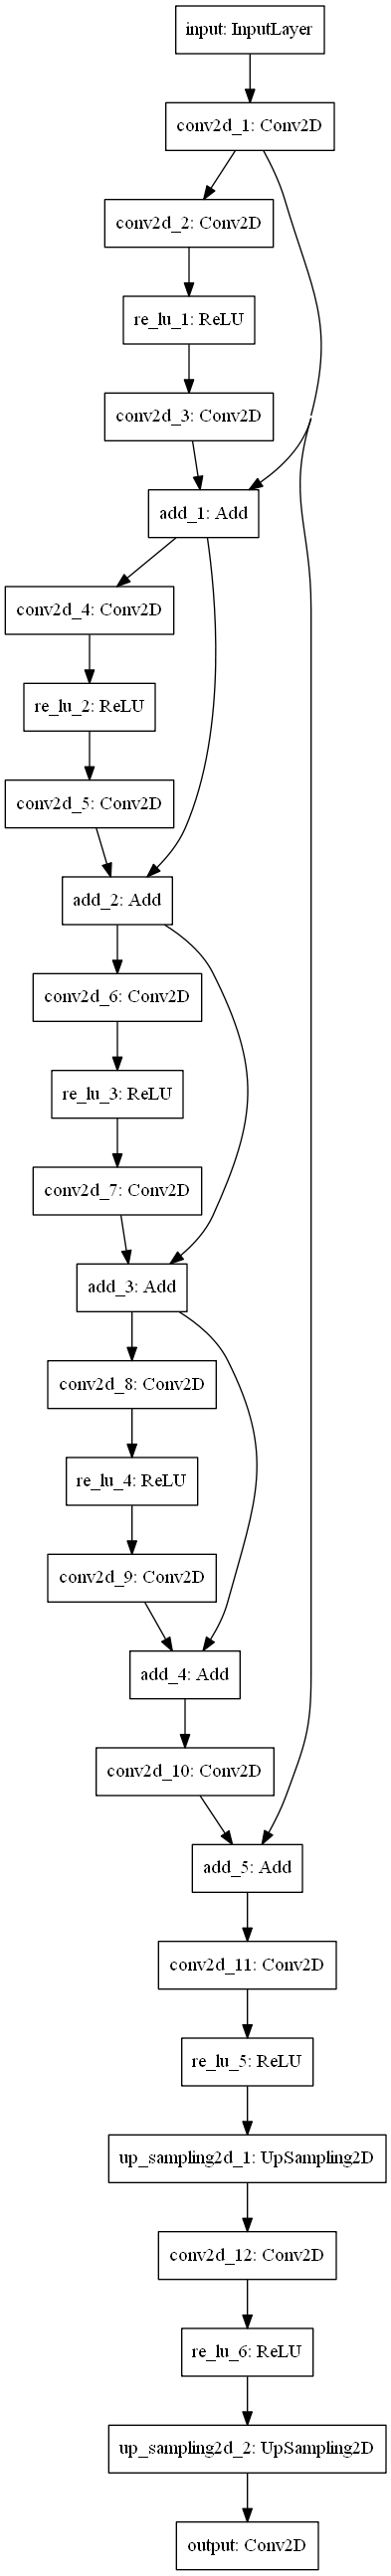 input: InputLayer
conv2d_1: Conv2D
conv2d_2: Conv2D
re_lu_1: ReLU
conv2d_3: Conv2D
add_1: Add
conv2d_4: Conv2D
re_lu_2: ReLU
conv2d_5: Conv2D
add_2: Add
conv2d_6: Conv2D
re_lu_3: ReLU
conv2d_7: Conv2D
add_3: Add
conv2d_8: Conv2D
re_lu_4: ReLU
conv2d_9: Conv2D
add_4: Add
conv2d_10: Conv2D
add_5: Add
conv2d_11: Conv2D
re_lu_5: ReLU
up_sampling2d_1: UpSampling2D
conv2d_12: Conv2D
re_lu_6: ReLU
up_sampling2d_2: UpSampling2D
output: Conv2D